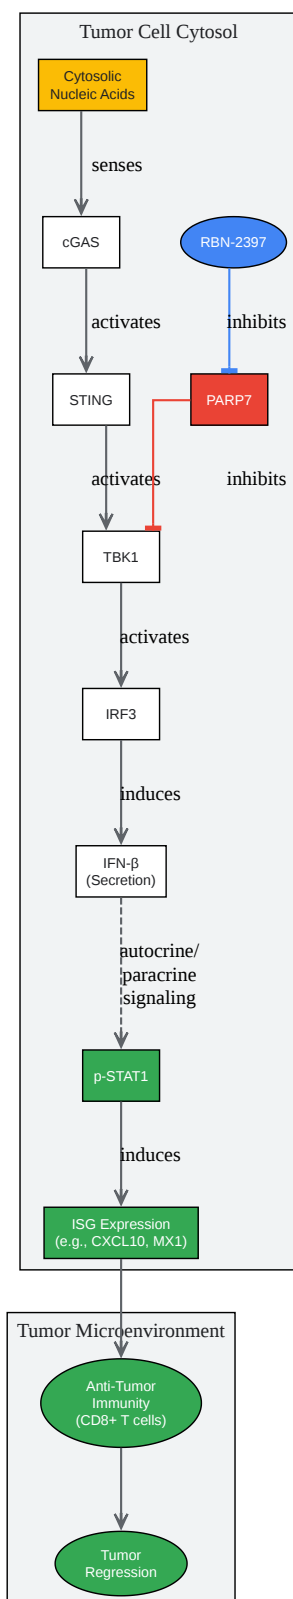 Tumor Cell Cytosol
Cytosolic
Nucleic Acids
senses
cGAS
RBN-2397
activates
inhibits
STING
PARP7
activates
inhibits
TBK1
activates
IRF3
induces
IFN-β
(Secretion)
autocrine/
paracrine
signaling
p-STAT1
induces
ISG Expression
(e.g., CXCL10, MX1)
Tumor Microenvironment
Anti-Tumor
Immunity
(CD8+ T cells)
Tumor
Regression